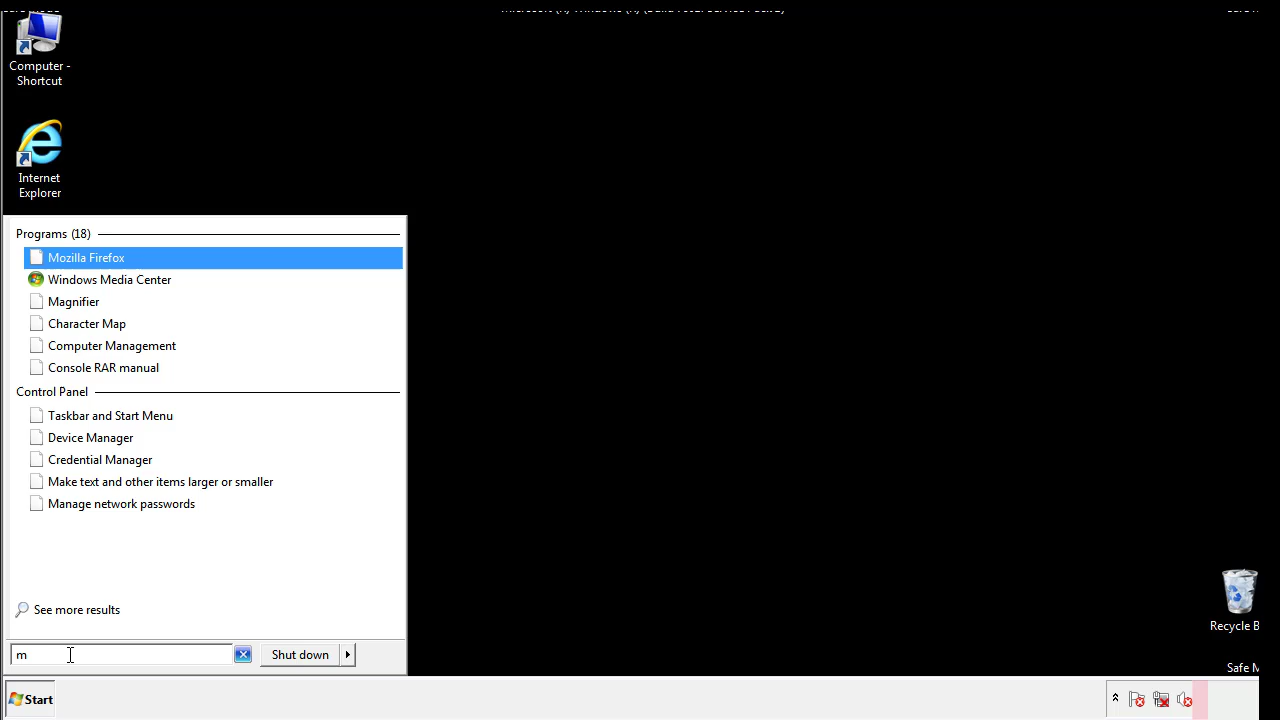 Computer -
Shortcut
Internet
Explorer
Programs (18)
Mozilla Firefox
Windows Media Center
Magnifier
Character Map
Computer Management
Console RAR manual
Control Panel
Taskbar and Start Menu
Device Manager
Credential Manager
Make text and other items larger or smaller
Manage network passwords
See more results
m
Shut down
Recycle B
Safe M
Start